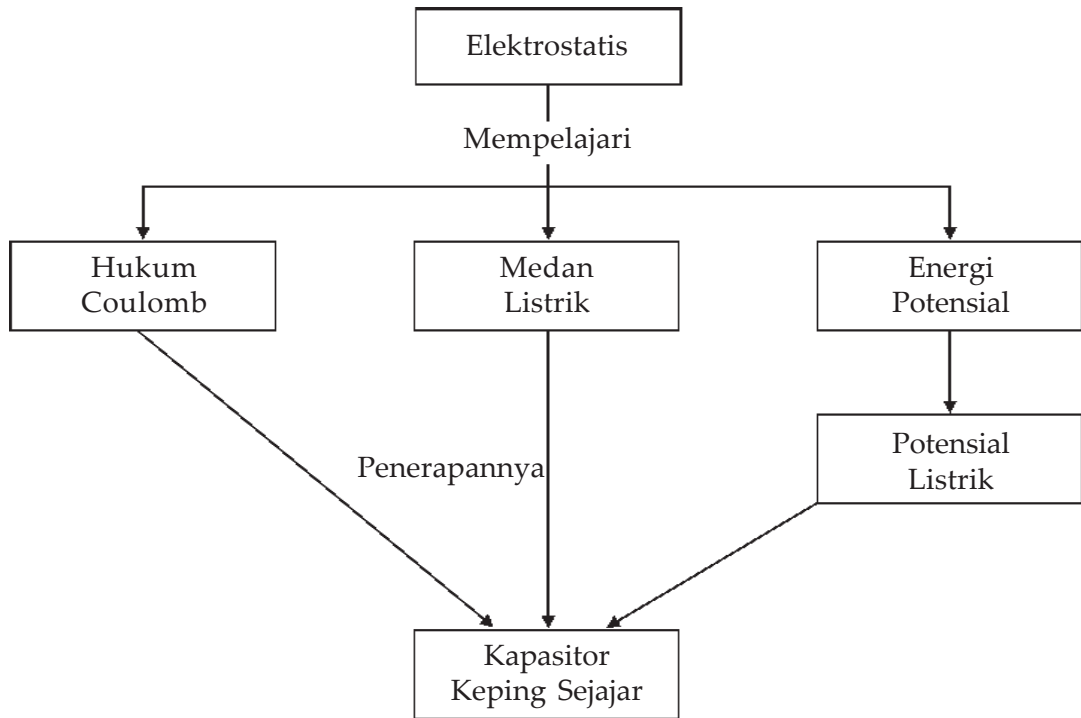 Elektrostatis
Mempelajari
Hukum
Coulomb
Medan
Listrik
Energi
Potensial
Penerapannya
Potensial
Listrik
Kapasitor
Keping Sejajar